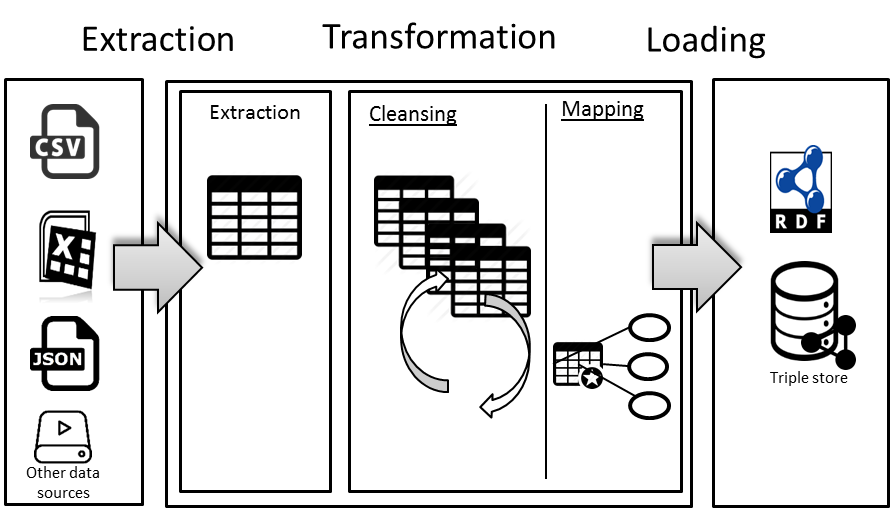 Extraction
Transformation
Loading
Extraction
Cleansing
Mapping
CSV
X
JSON
Other data
sources
RDF
Triple store